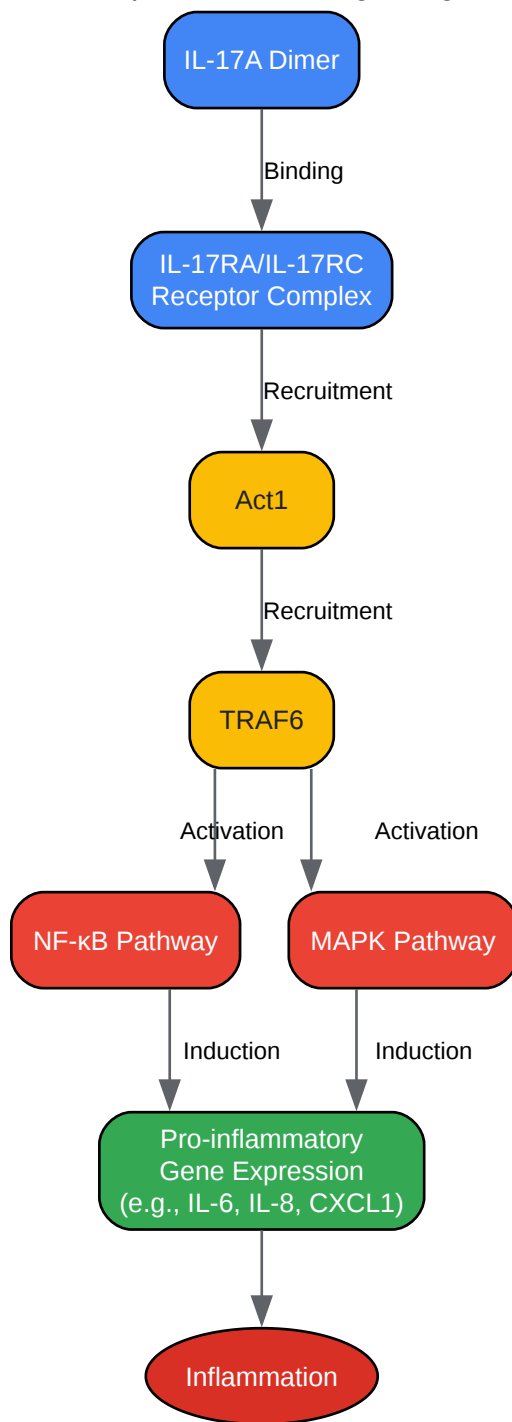 IL-17A Dimer
Binding
IL-17RA/IL-17RC
Receptor Complex
Recruitment
Act1
Recruitment
TRAF6
Activation
Activation
NF-κB Pathway
MAPK Pathway
Induction
Induction
Pro-inflammatory
Gene Expression
(e.g., IL-6, IL-8, CXCL1)
Inflammation